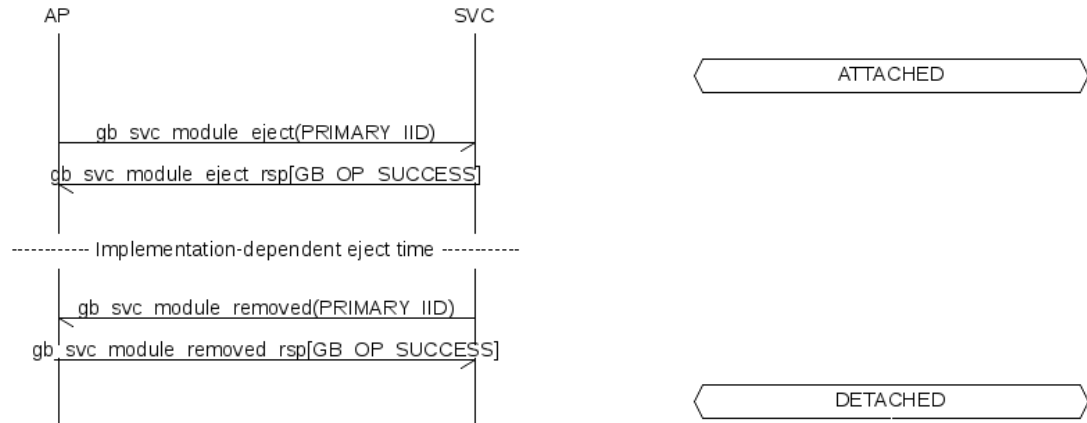 AP SVC
ATTACHED
gb_svc_module_eject(PRIMARY_IID)
gb_svc_module_eject_rsp[GB_OP_SUCCESS]
Implementation-dependent eject time
gb_svc_module_removed(PRIMARY_IID)
gb_svc_module_removed_rsp[GB_OP_SUCCESS]
DETACHED